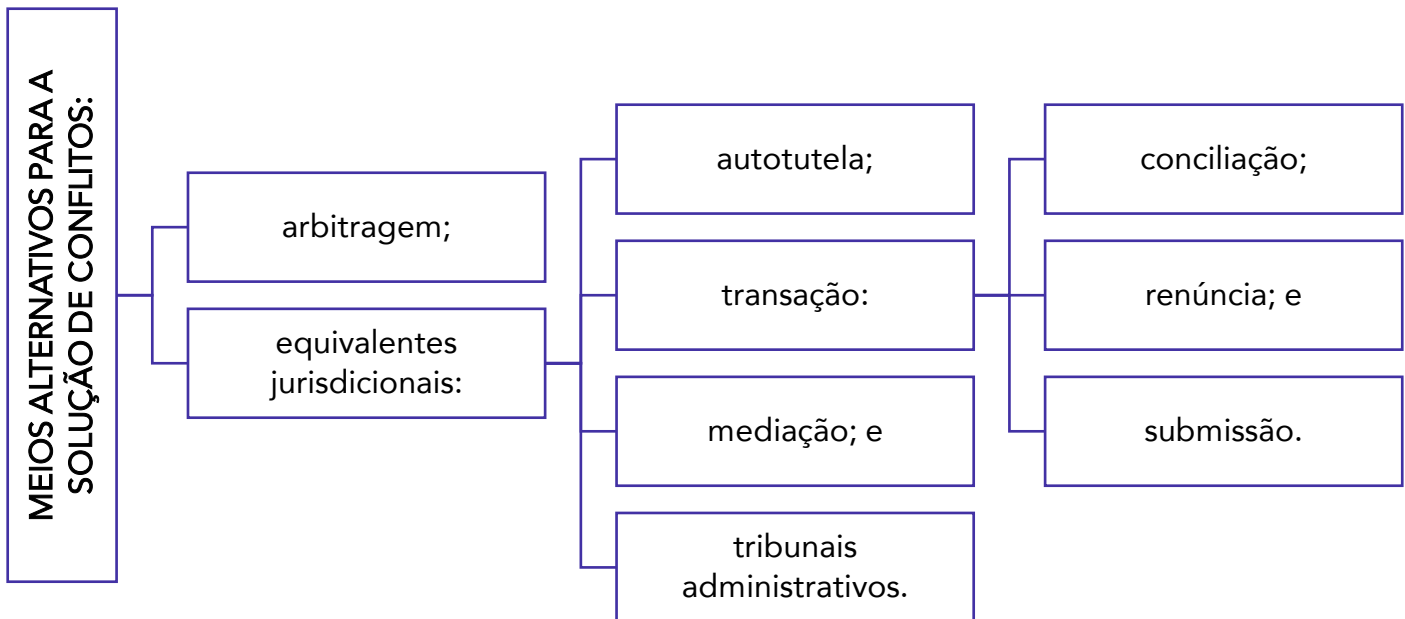 MEIOS ALTERNATIVOS PARA A
SOLUÇÃO DE CONFLITOS:
arbitragem;
equivalentes
jurisdicionais:
autotutela;
transação:
mediação; e
tribunais
administrativos.
conciliação;
renúncia; e
submissão.